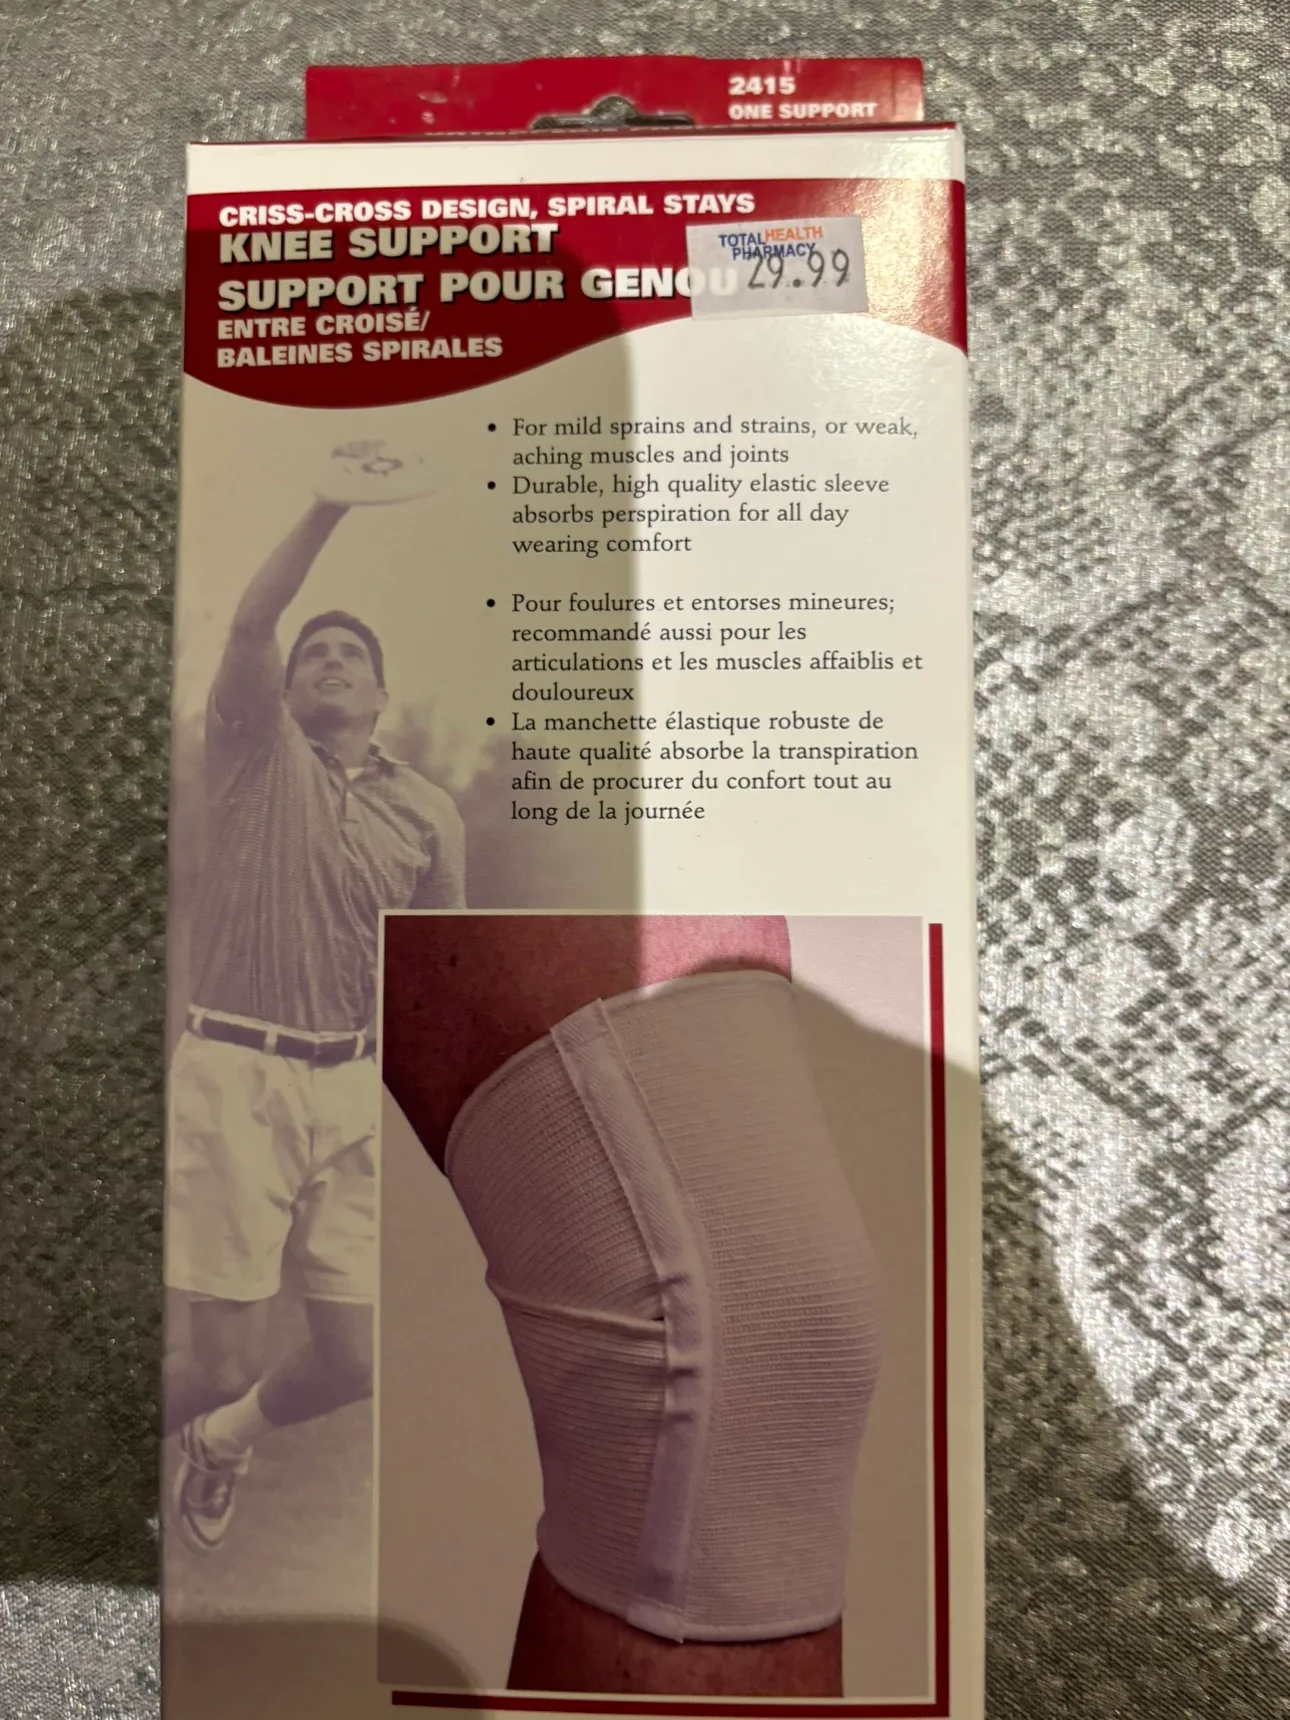 2415
ONE SUPPORT
CRISS-CROSS DESIGN, SPIRAL STAYS
KNEE SUPPORT
SUPPORT POUR GENOU
ENTRE CROISÉ/
BALEINES SPIRALES
TOTALHEALTH
PHARMACY
29.99
• For mild sprains and strains, or weak,
aching muscles and joints
• Durable, high quality elastic sleeve
absorbs perspiration for all day
wearing comfort
• Pour foulures et entorses mineures;
recommandé aussi pour les
articulations et les muscles affaiblis et
douloureux
• La manchette élastique robuste de
haute qualité absorbe la transpiration
afin de procurer du confort tout au
long de la journée